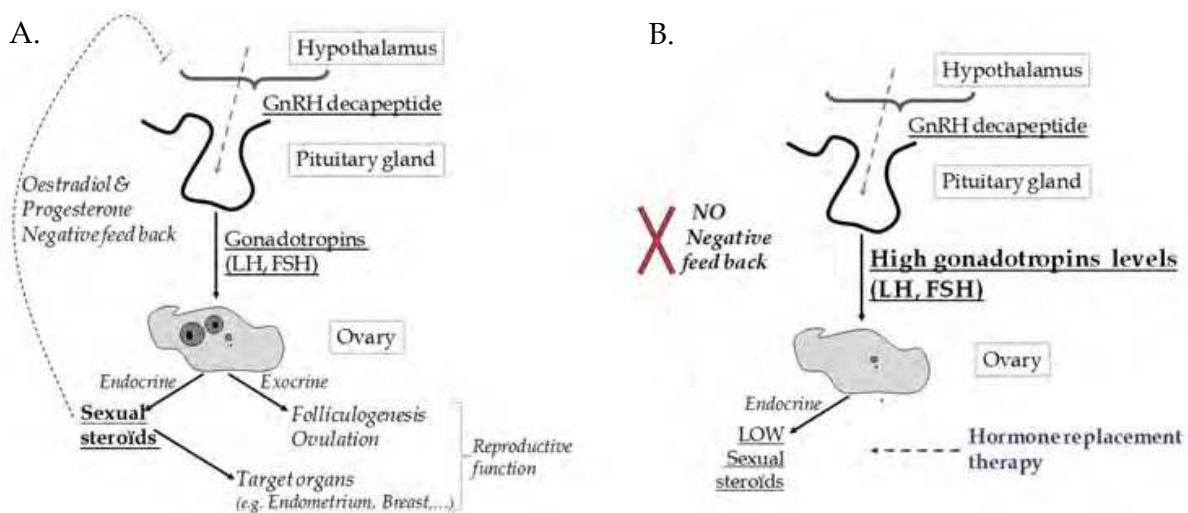 A.
Hypothalamus
GnRH decapeptide
Pituitary gland
Oestradiol &
Progesterone
Negative feed back
Gonadotropins
(LH, FSH)
Ovary
Endocrine
Exocrine
Sexual
steroïds
Folliculogenesis
Ovulation
Reproductive
function
Target organs
(e.g. Endometrium, Breast,…)
B.
Hypothalamus
GnRH decapeptide
Pituitary gland
NO
Negative
feed back
High gonadotropins levels
(LH, FSH)
Ovary
Endocrine
LOW
Sexual
steroïds
Hormone replacement
therapy